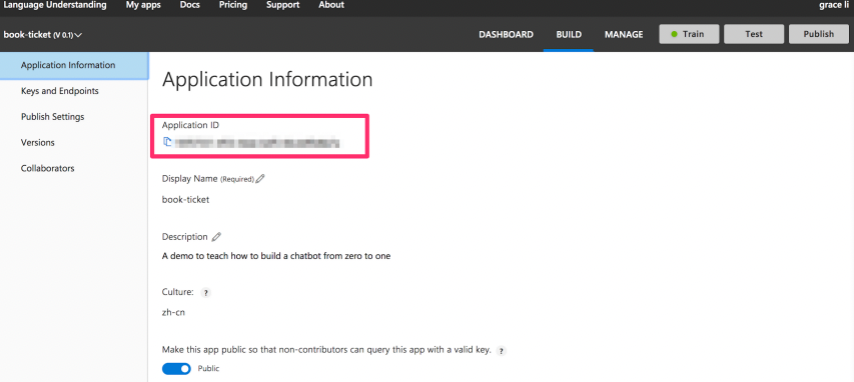 Language Understanding My apps Docs Pricing Support About grace li
book-ticket (V 0.1) DASHBOARD BUILD MANAGE Train Test Publish
Application Information
Keys and Endpoints
Publish Settings
Versions
Collaborators
Application Information
Application ID
Display Name (Required)
book-ticket
Description
A demo to teach how to build a chatbot from zero to one
Culture: ?
zh-cn
Make this app public so that non-contributors can query this app with a valid key. ?
Public